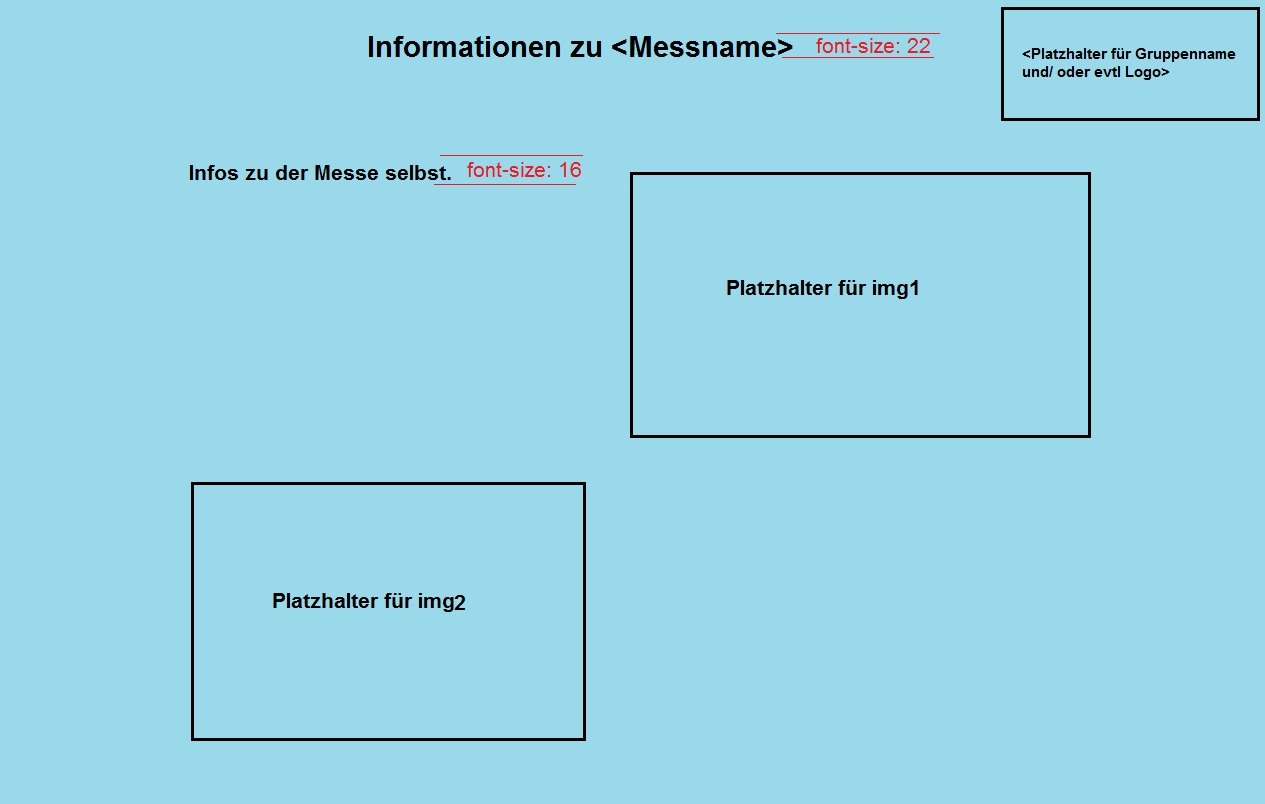 Informationen zu <Messname> font-size: 22
<Platzhalter für Gruppenname
und/ oder evtl Logo>
Infos zu der Messe selbst. font-size: 16
Platzhalter für img1
Platzhalter für img2